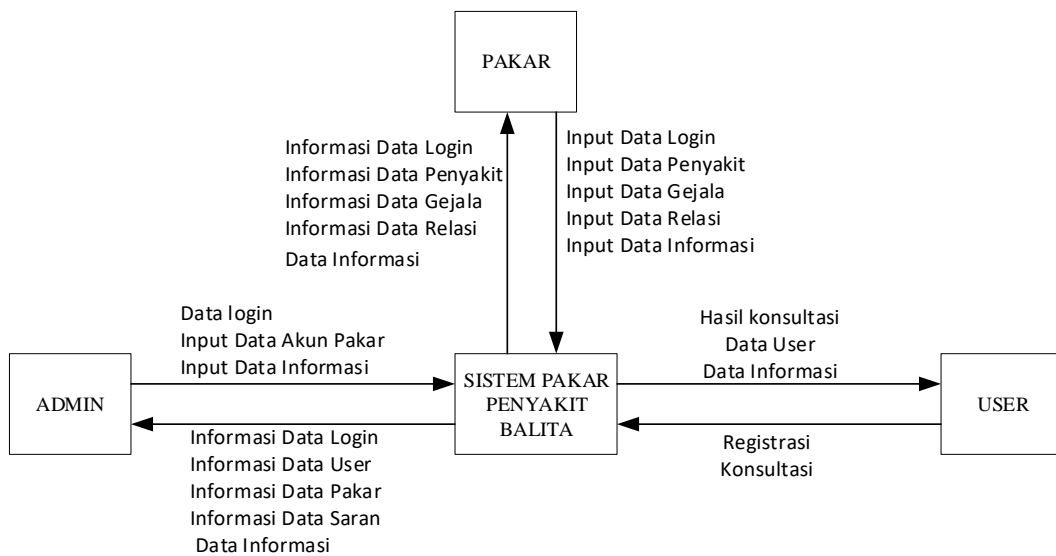 PAKAR
Informasi Data Login
Informasi Data Penyakit
Informasi Data Gejala
Informasi Data Relasi
Data Informasi
Input Data Login
Input Data Penyakit
Input Data Gejala
Input Data Relasi
Input Data Informasi
Data login
Input Data Akun Pakar
Input Data Informasi
Hasil konsultasi
Data User
Data Informasi
ADMIN
SISTEM PAKAR
PENYAKIT
BALITA
USER
Informasi Data Login
Informasi Data User
Informasi Data Pakar
Informasi Data Saran
Data Informasi
Registrasi
Konsultasi